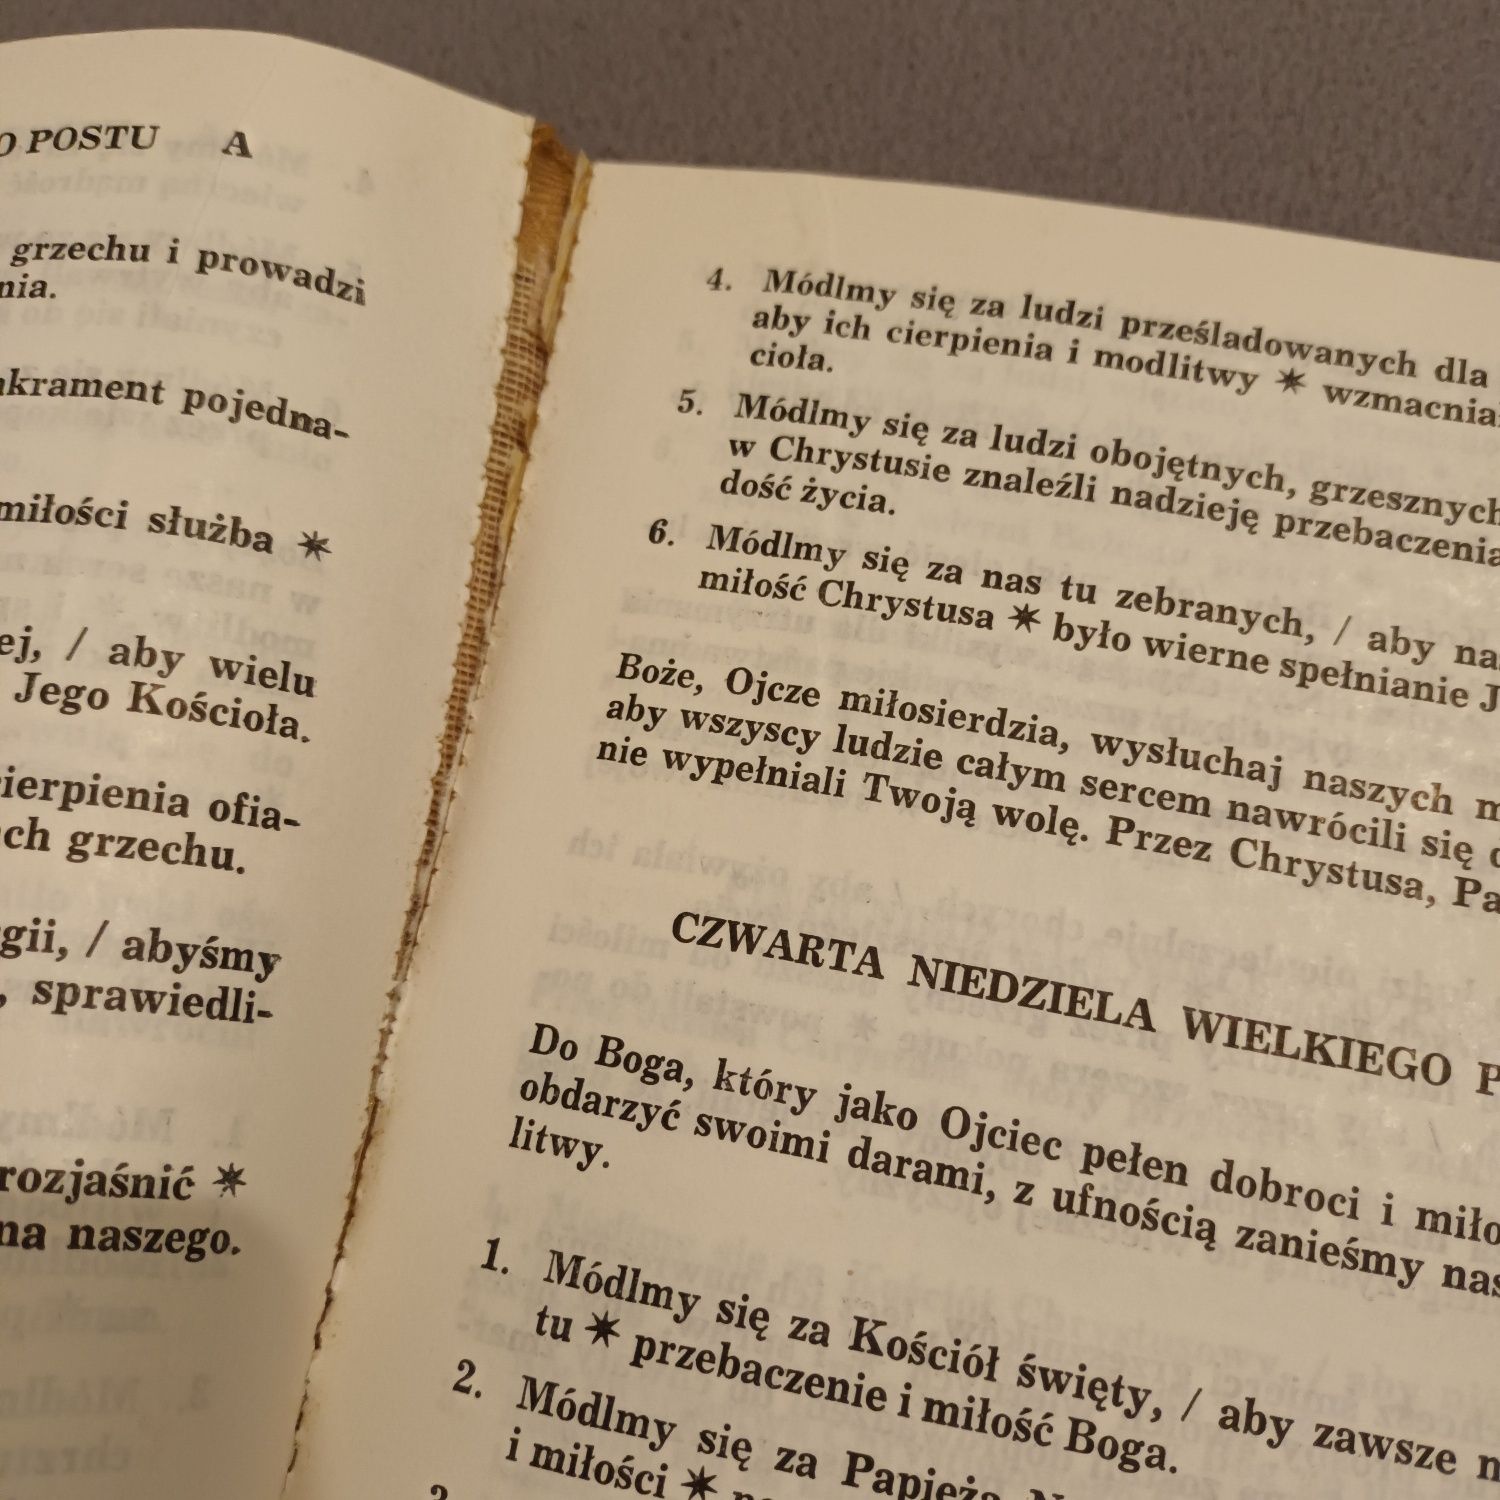 POSTU A
grzechu i prowadzi
nia.
pojedna-
miłości służba ✶
ej, / aby wielu
Jego Kościoła.
cierpienia ofia-
ach grzechu.
gii, / abyśmy
, sprawiedli-
rozjaśnić ✶
na naszego.
4. Módlmy się za ludzi prześladowanych dla
aby ich cierpienia i modlitwy ✶ wzmacnia
cioła.
5. Módlmy się za ludzi obojętnych, grzesznych
w Chrystusie znaleźli nadzieję przebaczenia
dość życia.
6. Módlmy się za nas tu zebranych, / aby na
miłość Chrystusa ✶ było wierne spełnianie J
Boże, Ojcze miłosierdzia, wysłuchaj naszych m
aby wszyscy ludzie całym sercem nawrócili się d
nie wypełniali Twoją wolę. Przez Chrystusa, Pa
CZWARTA NIEDZIELA WIELKIEGO P
Do Boga, który jako Ojciec pełen dobroci i miło
obdarzyć swoimi darami, z ufnością zanieśmy nas
litwy.
1. Módlmy się za Kościół święty, / aby zawsze
tu ✶ przebaczenie i miłość Boga.
2. Módlmy się za Papieża
i miłości ✶